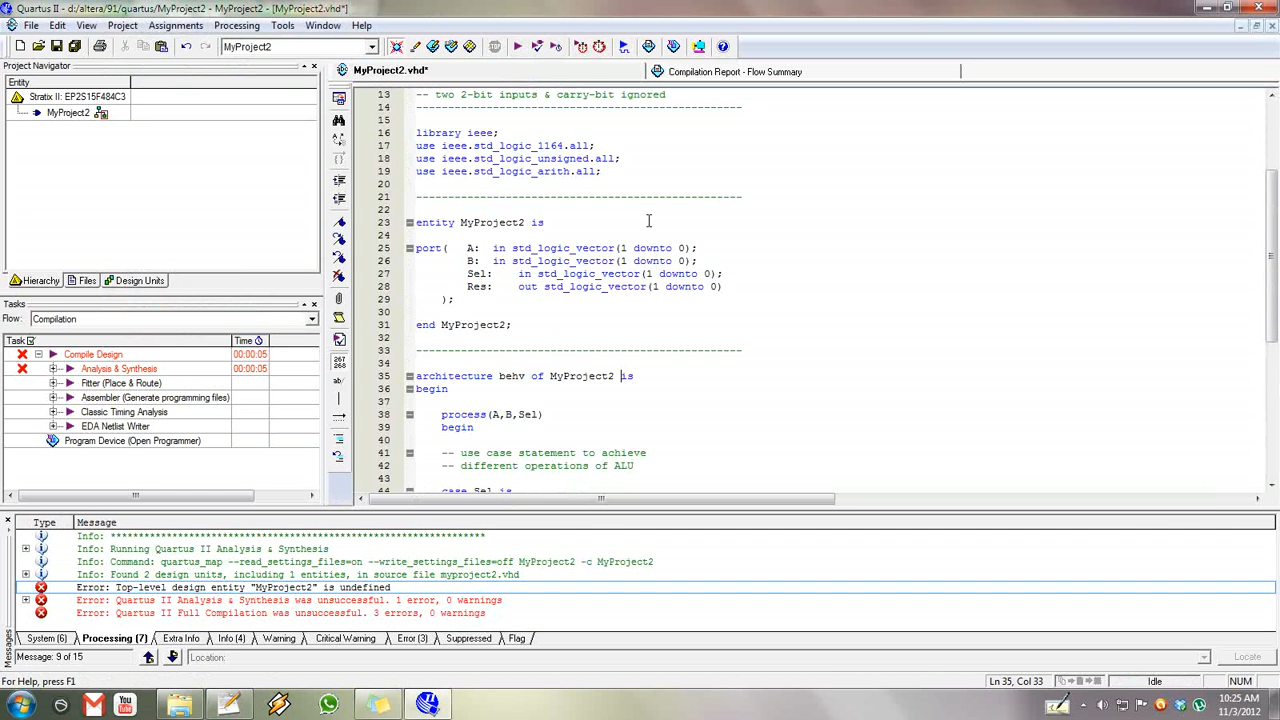 Quartus II - d:/altera/91/quartus/MyProject2 - MyProject2 - [MyProject2.vhd*]
File Edit View Project Assignments Processing Tools Window Help
MyProject2
Project Navigator
Entity
Stratix II: EP2S15F484C3
MyProject2
Hierarchy Files Design Units
Tasks
Flow: Compilation
Task Time
Compile Design 00:00:05
Analysis & Synthesis 00:00:05
Fitter (Place & Route)
Assembler (Generate programming files)
Classic Timing Analysis
EDA Netlist Writer
Program Device (Open Programmer)
MyProject2.vhd* Compilation Report - Flow Summary
267
268
ab/
13 -- two 2-bit inputs & carry-bit ignored
14 ---------------------------------------------------
15
16 library ieee;
17 use ieee.std_logic_1164.all;
18 use ieee.std_logic_unsigned.all;
19 use ieee.std_logic_arith.all;
20
21 ---------------------------------------------------
22
23 entity MyProject2 is
24
25 port( A: in std_logic_vector(1 downto 0);
26 B: in std_logic_vector(1 downto 0);
27 Sel: in std_logic_vector(1 downto 0);
28 Res: out std_logic_vector(1 downto 0)
29 );
30
31 end MyProject2;
32
33 ---------------------------------------------------
34
35 architecture behv of MyProject2 is
36 begin
37
38 process(A,B,Sel)
39 begin
40
41 -- use case statement to achieve
42 -- different operations of ALU
43
44 case Sel is
Type Message
Info: *******************************************************************
Info: Running Quartus II Analysis & Synthesis
Info: Command: quartus_map --read_settings_files=on --write_settings_files=off MyProject2 -c MyProject2
Info: Found 2 design units, including 1 entities, in source file myproject2.vhd
Error: Top-level design entity "MyProject2" is undefined
Error: Quartus II Analysis & Synthesis was unsuccessful. 1 error, 0 warnings
Error: Quartus II Full Compilation was unsuccessful. 3 errors, 0 warnings
System (6) Processing (7) Extra Info Info (4) Warning Critical Warning Error (3) Suppressed Flag
Messages
Message: 9 of 15 Location: Locate
For Help, press F1 Ln 35, Col 33 Idle NUM
You Tube
10:25 AM
11/3/2012